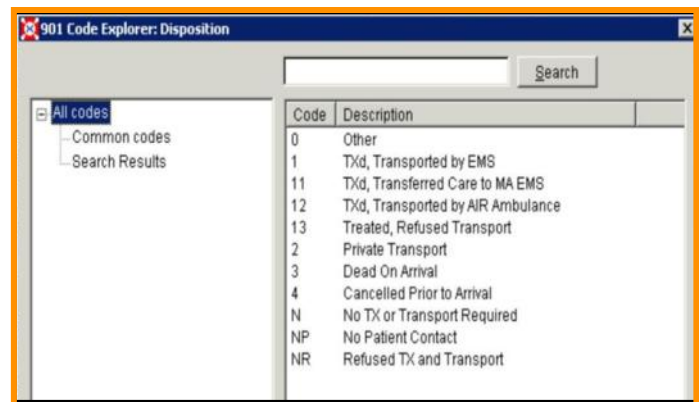 901 Code Explorer: Disposition
Search
All codes
Common codes
Search Results
Code Description
0 Other
1 TXd, Transported by EMS
11 TXd, Transferred Care to MA EMS
12 TXd, Transported by AIR Ambulance
13 Treated, Refused Transport
2 Private Transport
3 Dead On Arrival
4 Cancelled Prior to Arrival
N No TX or Transport Required
NP No Patient Contact
NR Refused TX and Transport